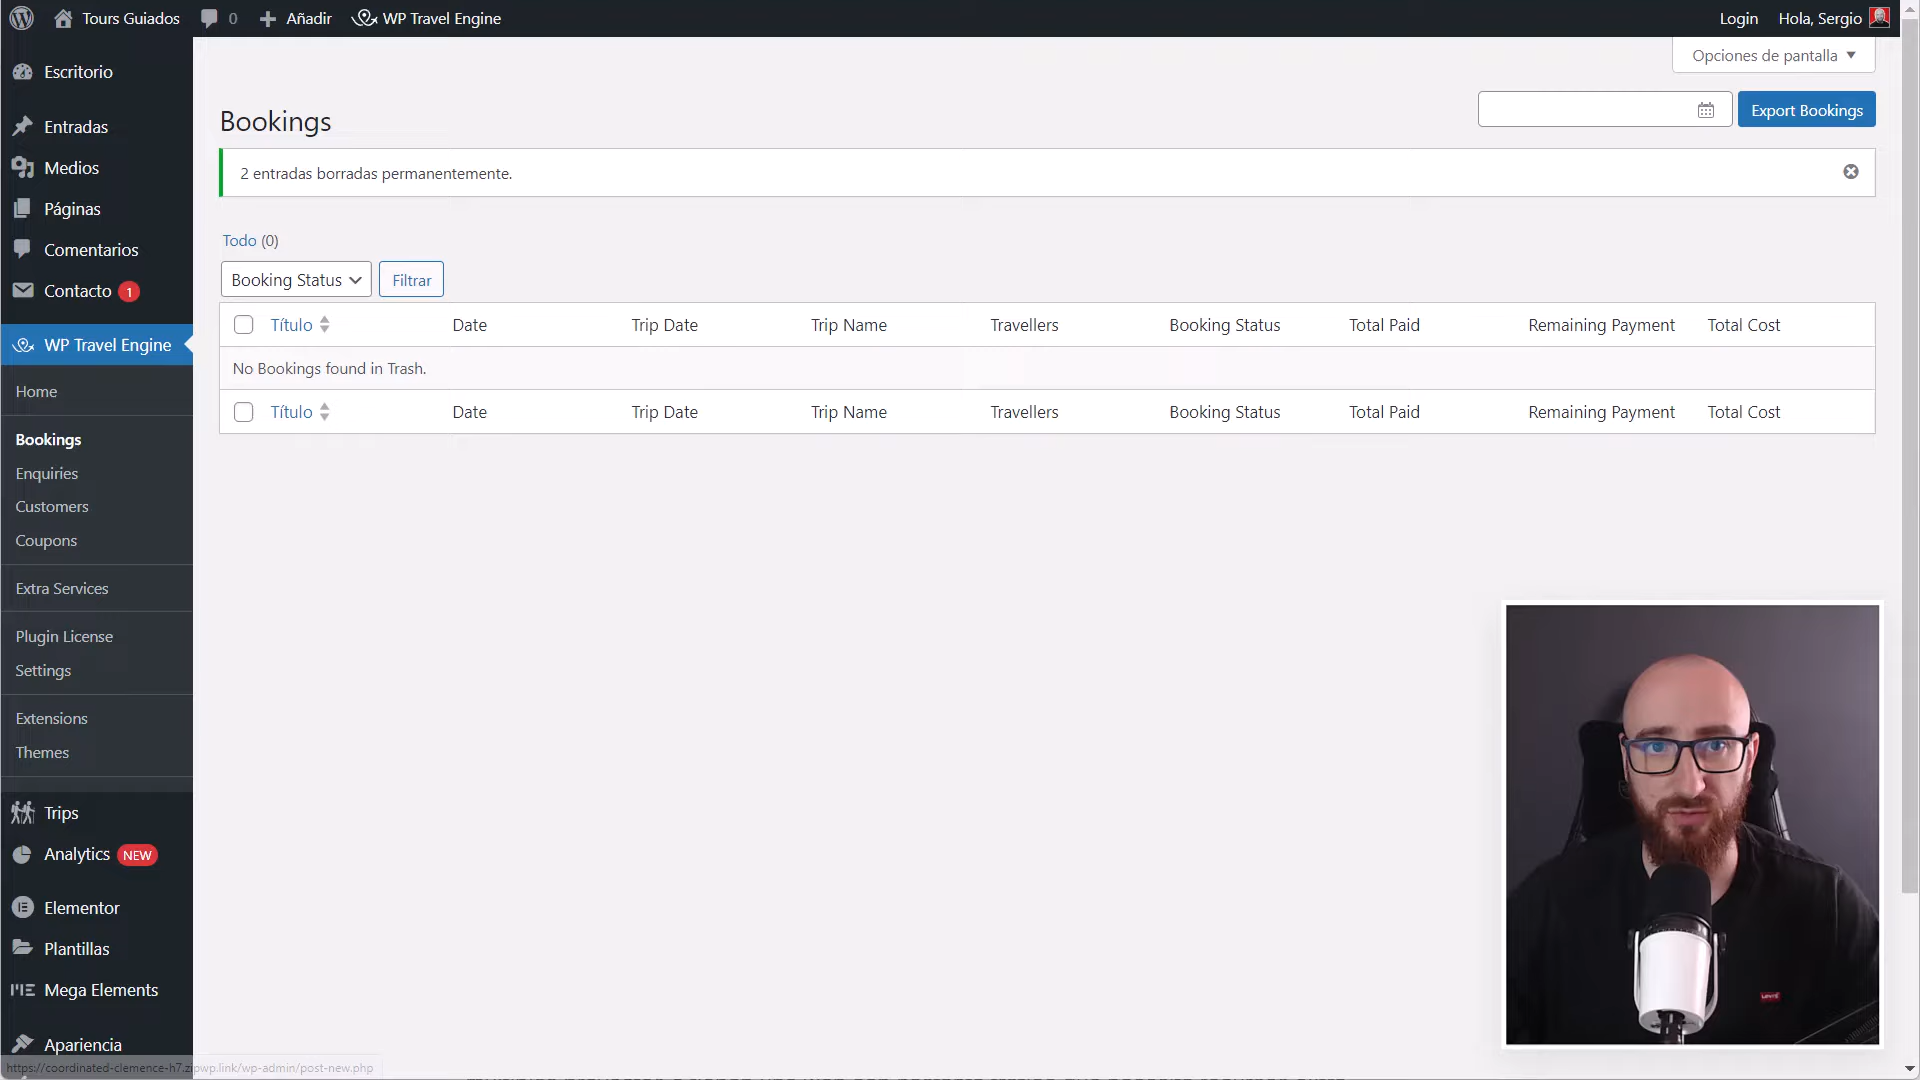 Tours Guiados
0
Añadir
WP Travel Engine
Login
Hola, Sergio
Opciones de pantalla
Escritorio
Entradas
Medios
Páginas
Comentarios
Contacto 1
WP Travel Engine
Home
Bookings
Enquiries
Customers
Coupons
Extra Services
Plugin License
Settings
Extensions
Themes
Trips
Analytics NEW
Elementor
Plantillas
Mega Elements
Apariencia
Bookings
Export Bookings
2 entradas borradas permanentemente.
Todo (0)
Booking Status
Filtrar
Título Date Trip Date Trip Name Travellers Booking Status Total Paid Remaining Payment Total Cost
No Bookings found in Trash.
Título Date Trip Date Trip Name Travellers Booking Status Total Paid Remaining Payment Total Cost
https://coordinated-clemence-h7.zipwp.link/wp-admin/post-new.php